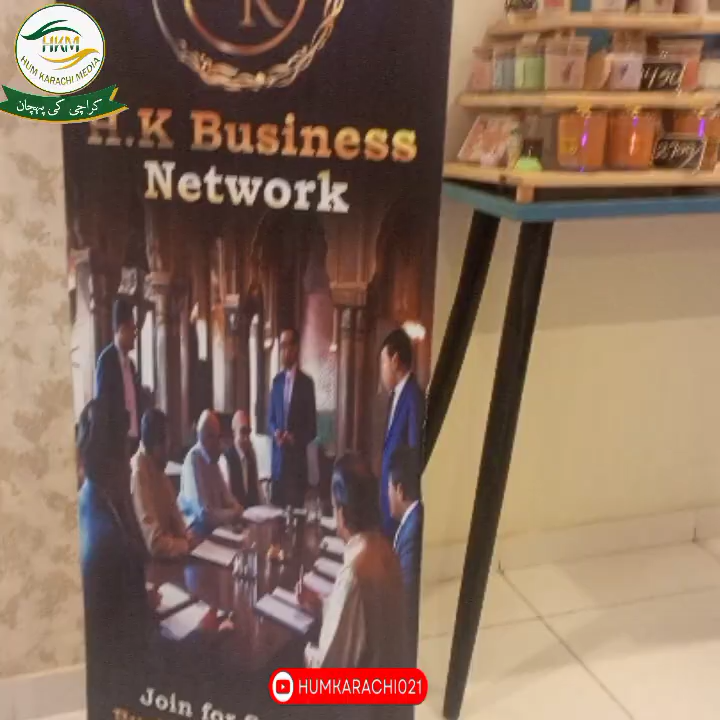 HKM
HUM KARACHI MEDIA
کراچی کی پہچان
K
H.K Business
Network
Join for
HUMKARACHI021